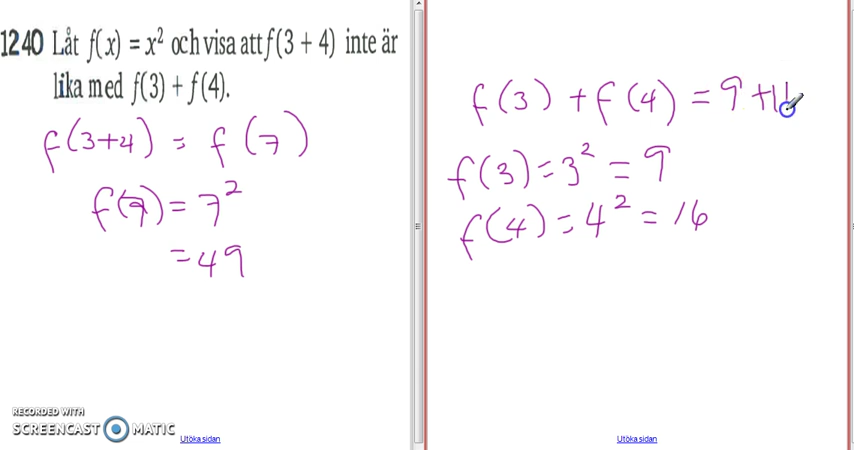 1240 Låt f(x) = x² och visa att f(3 + 4) inte är
lika med f(3) + f(4).
f(3+4) = f(7)
f(7) = 7²
= 49
f(3) + f(4) = 9 + 16
f(3) = 3² = 9
f(4) = 4² = 16
RECORDED WITH
SCREENCAST MATIC
Utöka sidan
Utöka sidan